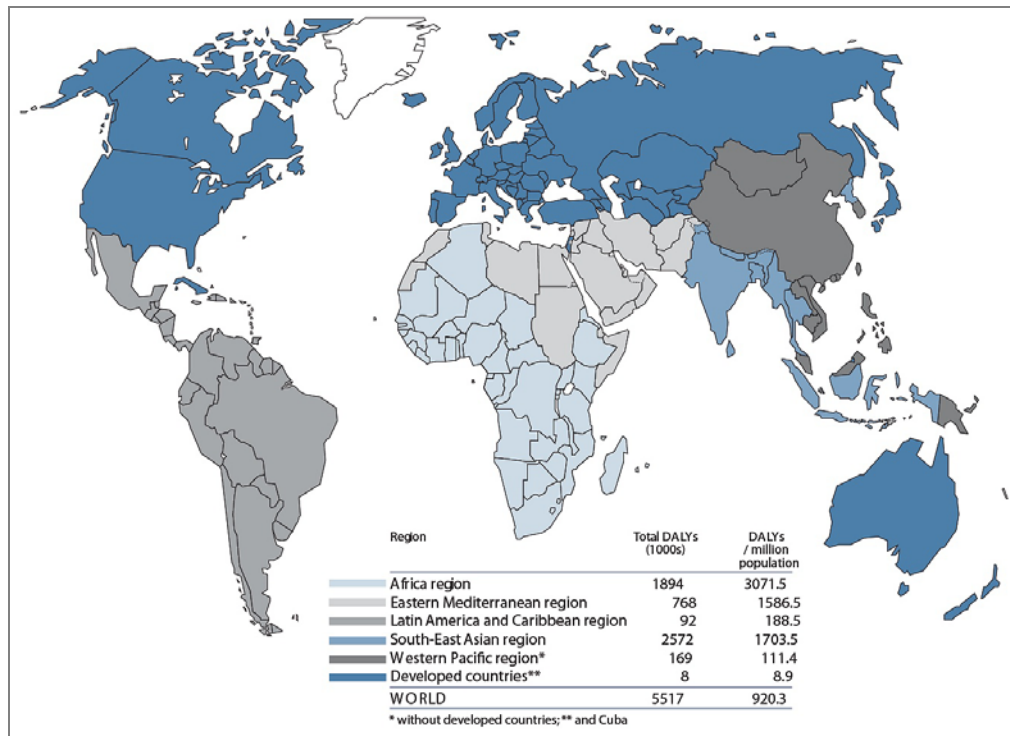 Region Total DALYs (1000s) DALYs / million population
Africa region 1894 3071.5
Eastern Mediterranean region 768 1586.5
Latin America and Caribbean region 92 188.5
South-East Asian region 2572 1703.5
Western Pacific region* 169 111.4
Developed countries** 8 8.9
WORLD 5517 920.3
* without developed countries; ** and Cuba